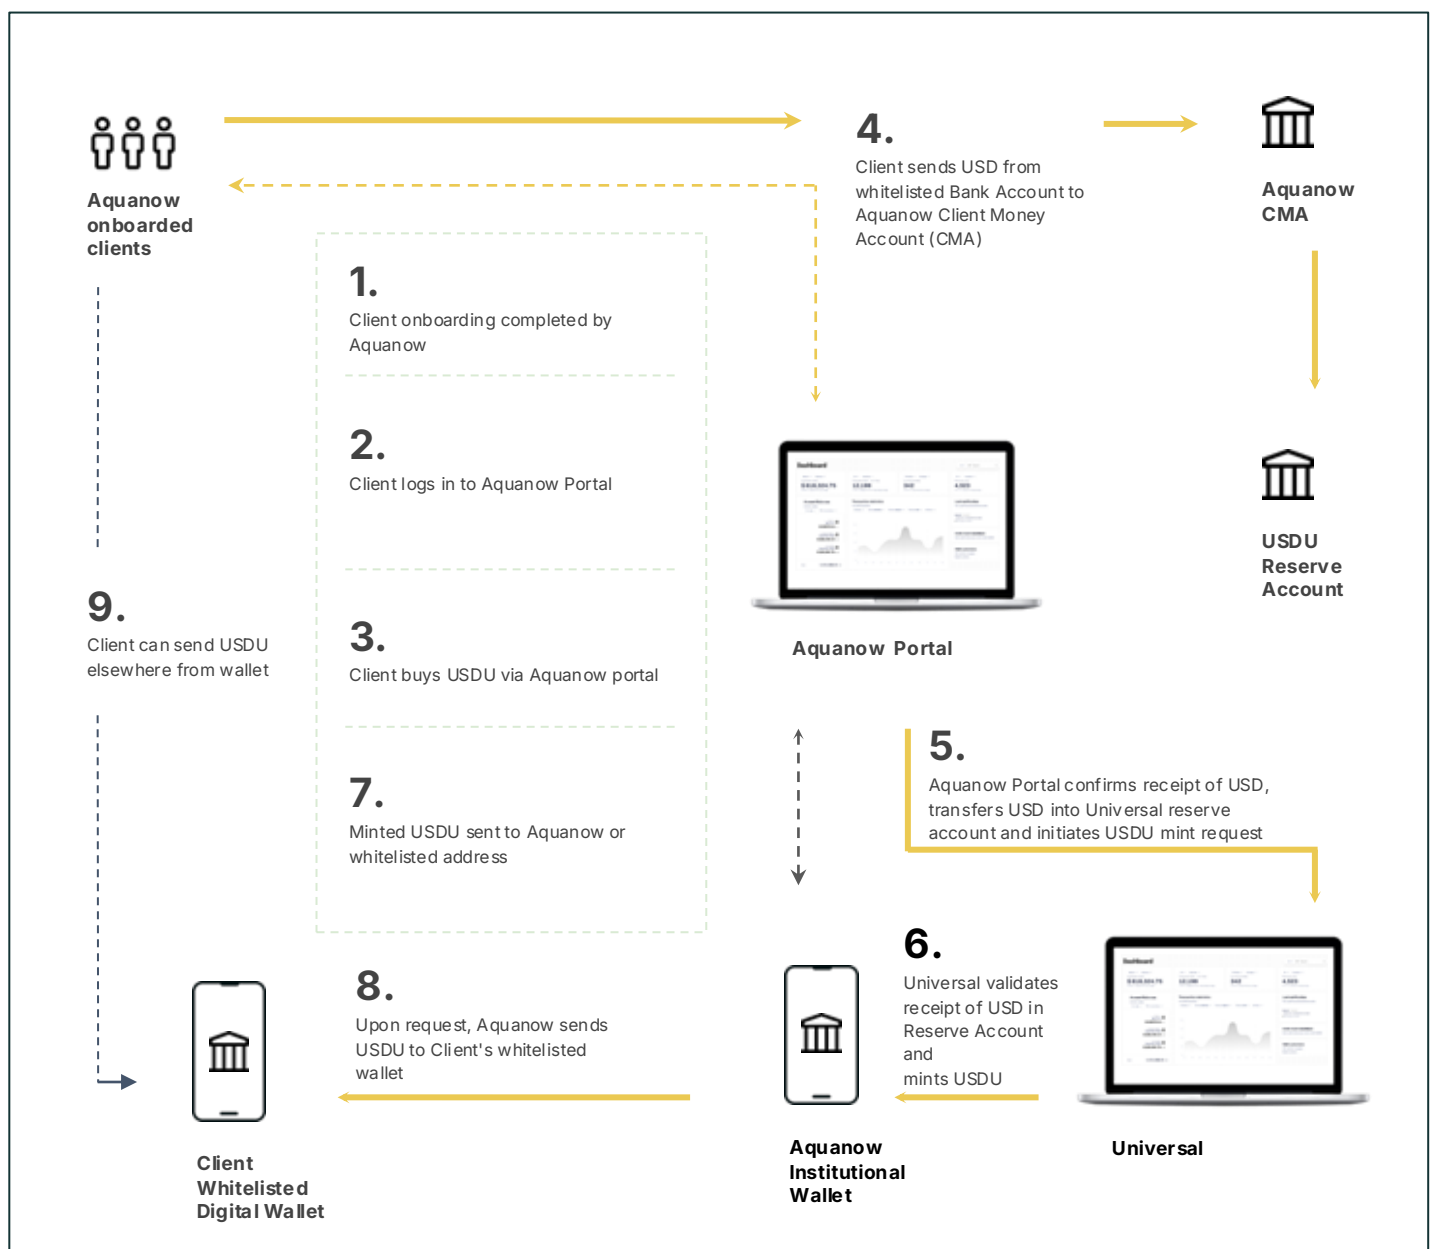 Aquanow
onboarded
clients
4.
Client sends USD from
whitelisted Bank Account to
Aquanow Client Money
Account (CMA)
Aquanow
CMA
1.
Client onboarding completed by
Aquanow
2.
Client logs in to Aquanow Portal
3.
Client buys USDU via Aquanow portal
7.
Minted USDU sent to Aquanow or
whitelisted address
Dashboard
Aquanow Portal
USDU
Reserve
Account
9.
Client can send USDU
elsewhere from wallet
5.
Aquanow Portal confirms receipt of USD,
transfers USD into Universal reserve
account and initiates USDU mint request
6.
Universal validates
receipt of USD in
Reserve Account
and
mints USDU
8.
Upon request, Aquanow sends
USDU to Client's whitelisted
wallet
Dashboard
Client
Whitelisted
Digital Wallet
Aquanow
Institutional
Wallet
Universal